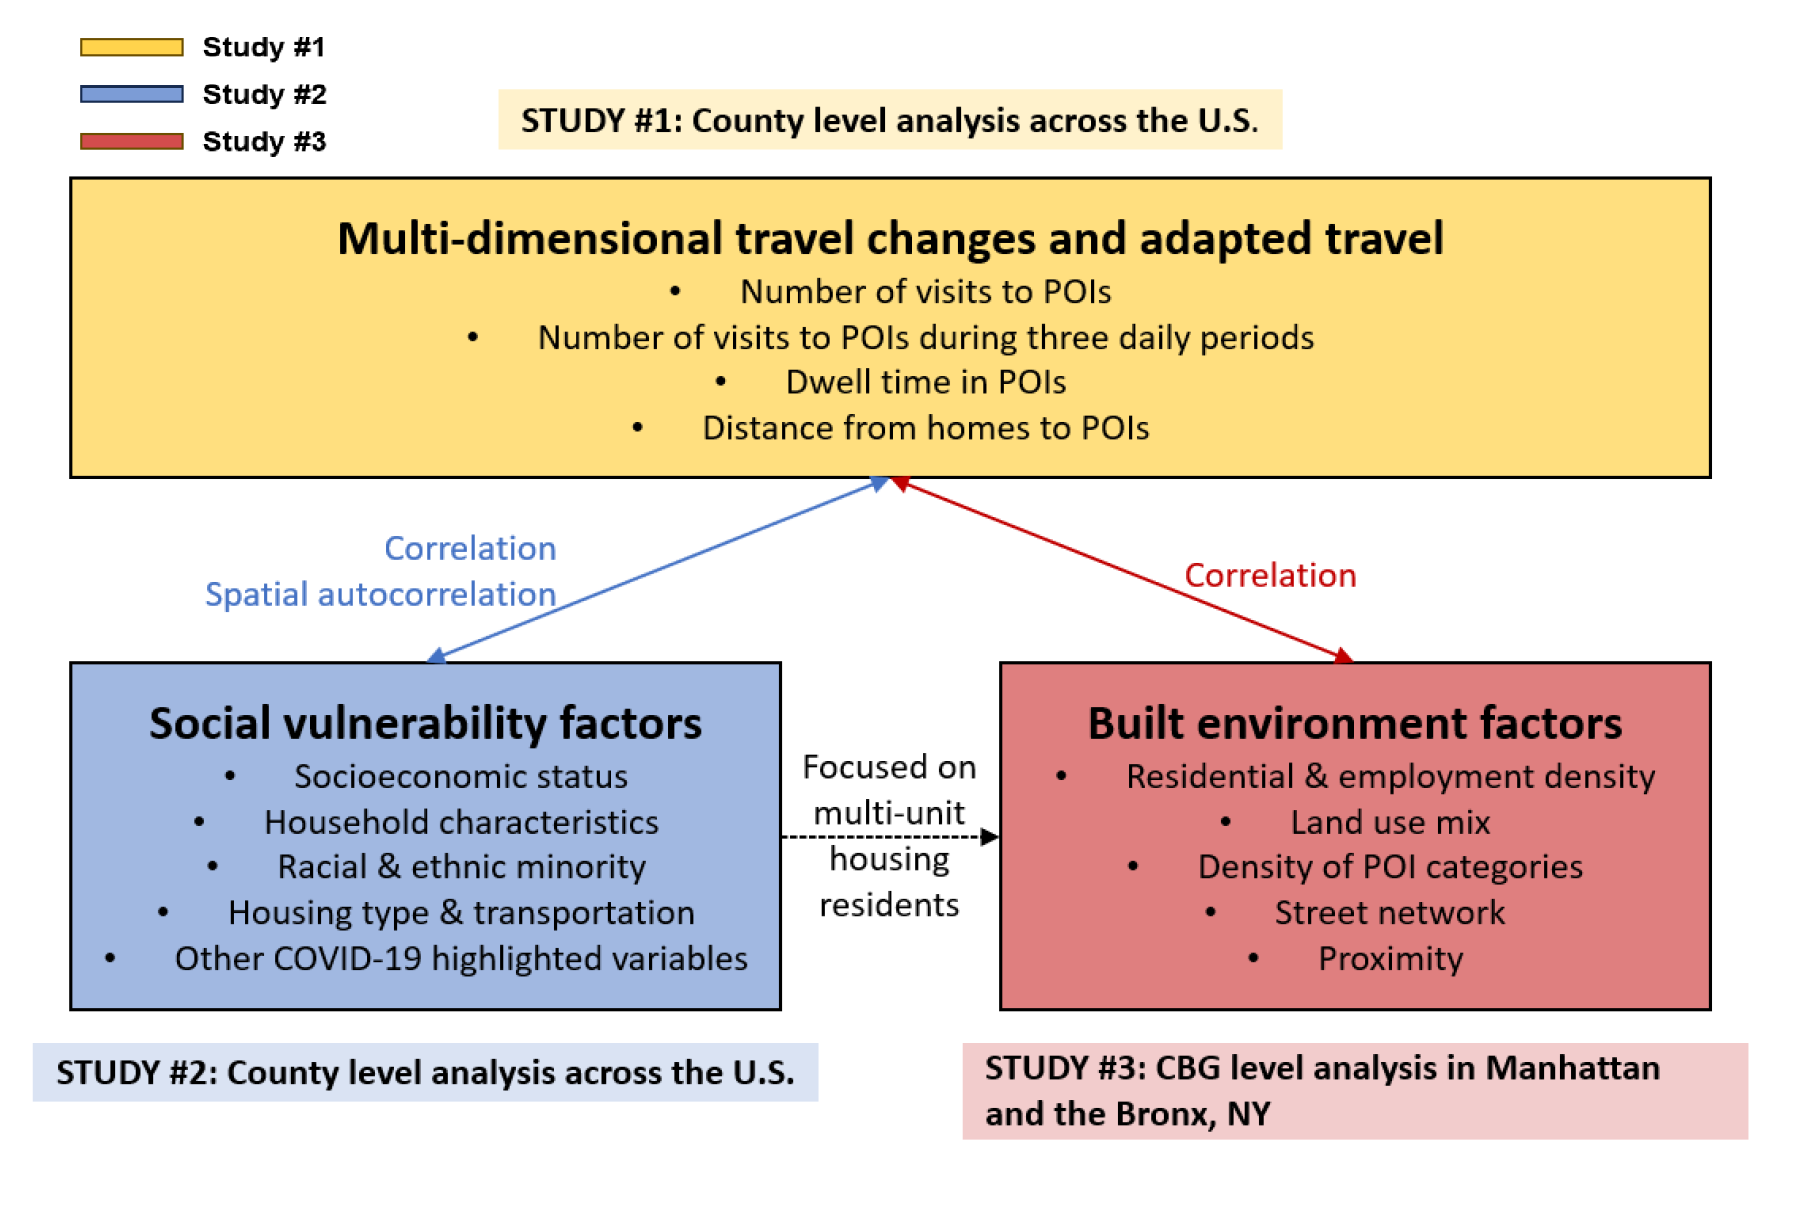 Study #1
Study #2
Study #3
STUDY #1: County level analysis across the U.S.
Multi-dimensional travel changes and adapted travel
• Number of visits to POIs
• Number of visits to POIs during three daily periods
• Dwell time in POIs
• Distance from homes to POIs
Correlation
Spatial autocorrelation
Correlation
Social vulnerability factors
• Socioeconomic status
• Household characteristics
• Racial & ethnic minority
• Housing type & transportation
• Other COVID-19 highlighted variables
Focused on
multi-unit
housing
residents
Built environment factors
• Residential & employment density
• Land use mix
• Density of POI categories
• Street network
• Proximity
STUDY #2: County level analysis across the U.S.
STUDY #3: CBG level analysis in Manhattan
and the Bronx, NY